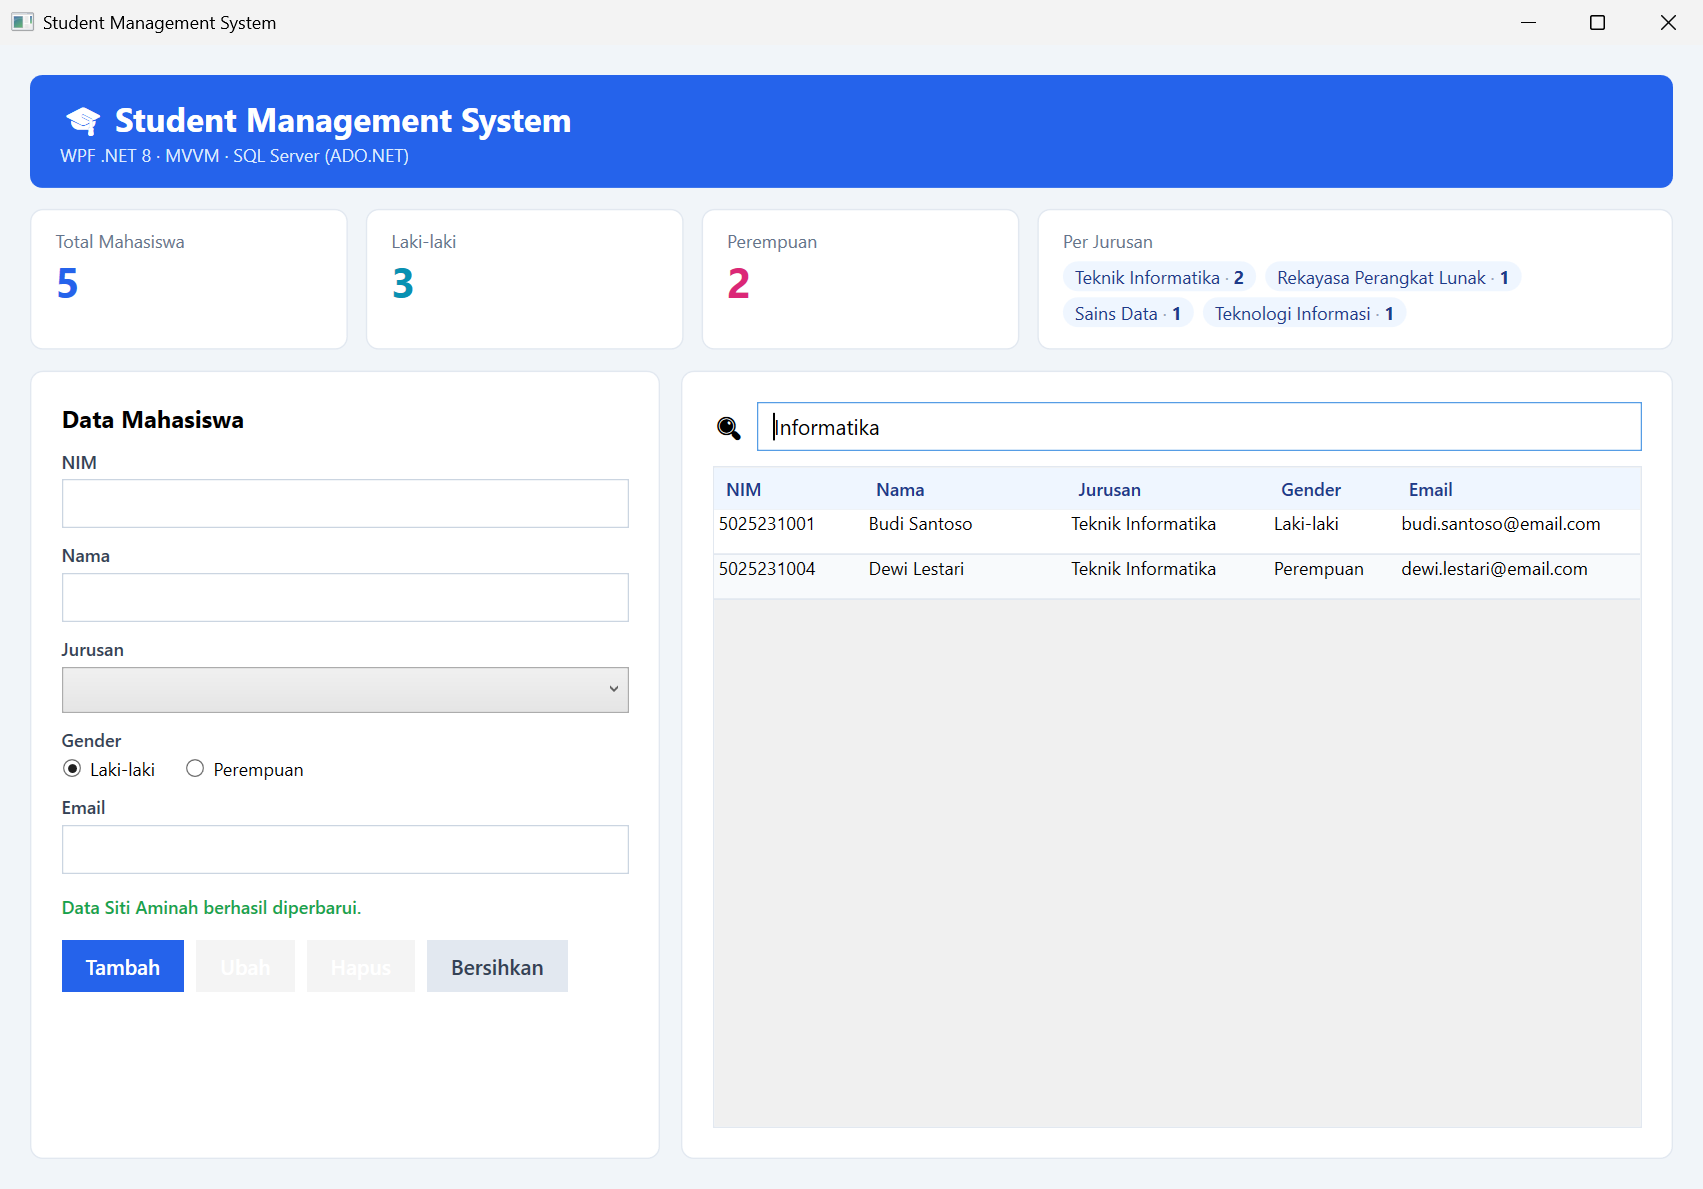 Student Management System
Student Management System
WPF .NET 8 · MVVM · SQL Server (ADO.NET)
Total Mahasiswa
5
Laki-laki
3
Perempuan
2
Per Jurusan
Teknik Informatika · 2
Rekayasa Perangkat Lunak · 1
Sains Data · 1
Teknologi Informasi · 1
Data Mahasiswa
NIM
Nama
Jurusan
Gender
Laki-laki Perempuan
Email
Data Siti Aminah berhasil diperbarui.
Tambah Ubah Hapus Bersihkan
Informatika
NIM Nama Jurusan Gender Email
5025231001 Budi Santoso Teknik Informatika Laki-laki budi.santoso@email.com
5025231004 Dewi Lestari Teknik Informatika Perempuan dewi.lestari@email.com